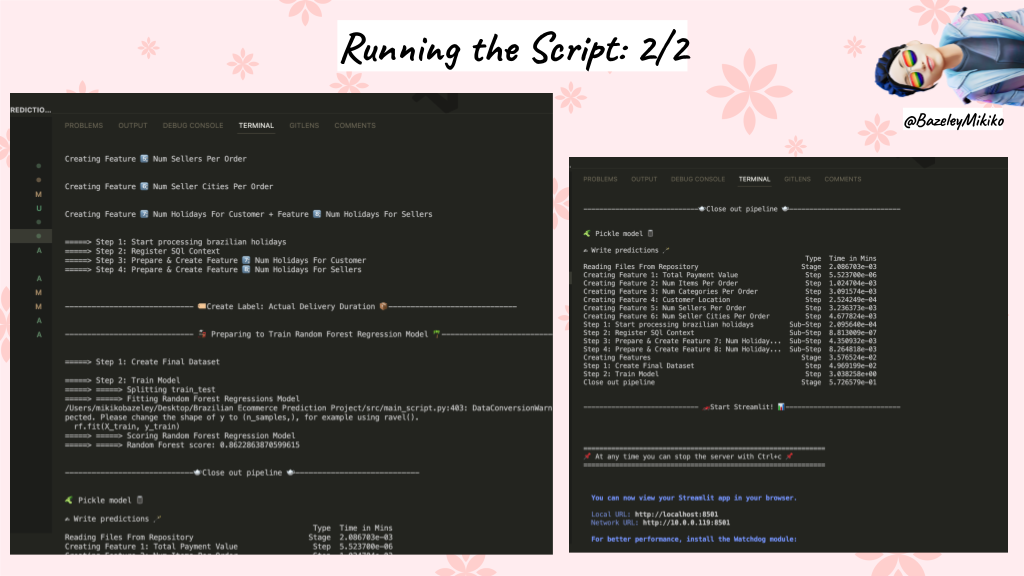 Running the Script: 2/2
@BazeleyMikiko
REDICTIO...
PROBLEMS OUTPUT DEBUG CONSOLE TERMINAL GITLENS COMMENTS
Creating Feature 5 Num Sellers Per Order
Creating Feature 6 Num Seller Cities Per Order
Creating Feature 7 Num Holidays For Customer + Feature 8 Num Holidays For Sellers
=====> Step 1: Start processing brazilian holidays
=====> Step 2: Register SQl Context
=====> Step 3: Prepare & Create Feature 7 Num Holidays For Customer
=====> Step 4: Prepare & Create Feature 8 Num Holidays For Sellers
Create Label: Actual Delivery Duration
Preparing to Train Random Forest Regression Model
=====> Step 1: Create Final Dataset
=====> Step 2: Train Model
=====> =====> Splitting train_test
=====> =====> Fitting Random Forest Regressions Model
/Users/mikikobazeley/Desktop/Brazilian Ecommerce Prediction Project/src/main_script.py:403: DataConversionWarn
pected. Please change the shape of y to (n_samples,), for example using ravel().
rf.fit(X_train, y_train)
=====> =====> Scoring Random Forest Regression Model
=====> =====> Random Forest score: 0.8622863870599615
Close out pipeline
Pickle model
Write predictions
Type Time in Mins
Reading Files From Repository Stage 2.086703e-03
Creating Feature 1: Total Payment Value Step 5.523700e-06
M
U
A
A
M
M
A
A
PROBLEMS OUTPUT DEBUG CONSOLE TERMINAL GITLENS COMMENTS
Close out pipeline
Pickle model
Write predictions
Type Time in Mins
Reading Files From Repository Stage 2.086703e-03
Creating Feature 1: Total Payment Value Step 5.523700e-06
Creating Feature 2: Num Items Per Order Step 1.024704e-03
Creating Feature 3: Num Categories Per Order Step 3.091574e-03
Creating Feature 4: Customer Location Step 2.524249e-04
Creating Feature 5: Num Sellers Per Order Step 3.236373e-03
Creating Feature 6: Num Seller Cities Per Order Step 4.677824e-03
Step 1: Start processing brazilian holidays Sub-Step 2.095640e-04
Step 2: Register SQl Context Sub-Step 8.813009e-07
Step 3: Prepare & Create Feature 7: Num Holiday... Sub-Step 4.350932e-03
Step 4: Prepare & Create Feature 8: Num Holiday... Sub-Step 8.264818e-03
Creating Features Stage 3.576524e-02
Step 1: Create Final Dataset Step 4.969199e-02
Step 2: Train Model Step 3.038258e+00
Close out pipeline Stage 5.726579e-01
Start Streamlit!
At any time you can stop the server with Ctrl+c
You can now view your Streamlit app in your browser.
Local URL: http://localhost:8501
Network URL: http://10.0.0.119:8501
For better performance, install the Watchdog module: